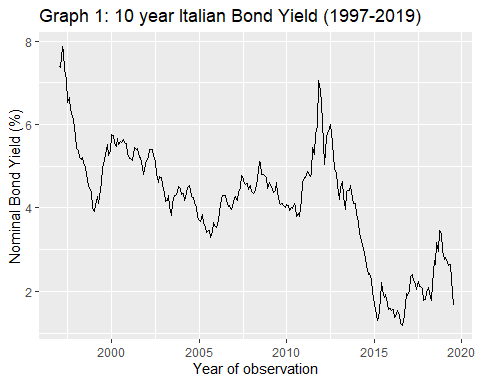 Graph 1: 10 year Italian Bond Yield (1997-2019)
Nominal Bond Yield (%)
8
6
4
2
2000 2005 2010 2015 2020
Year of observation